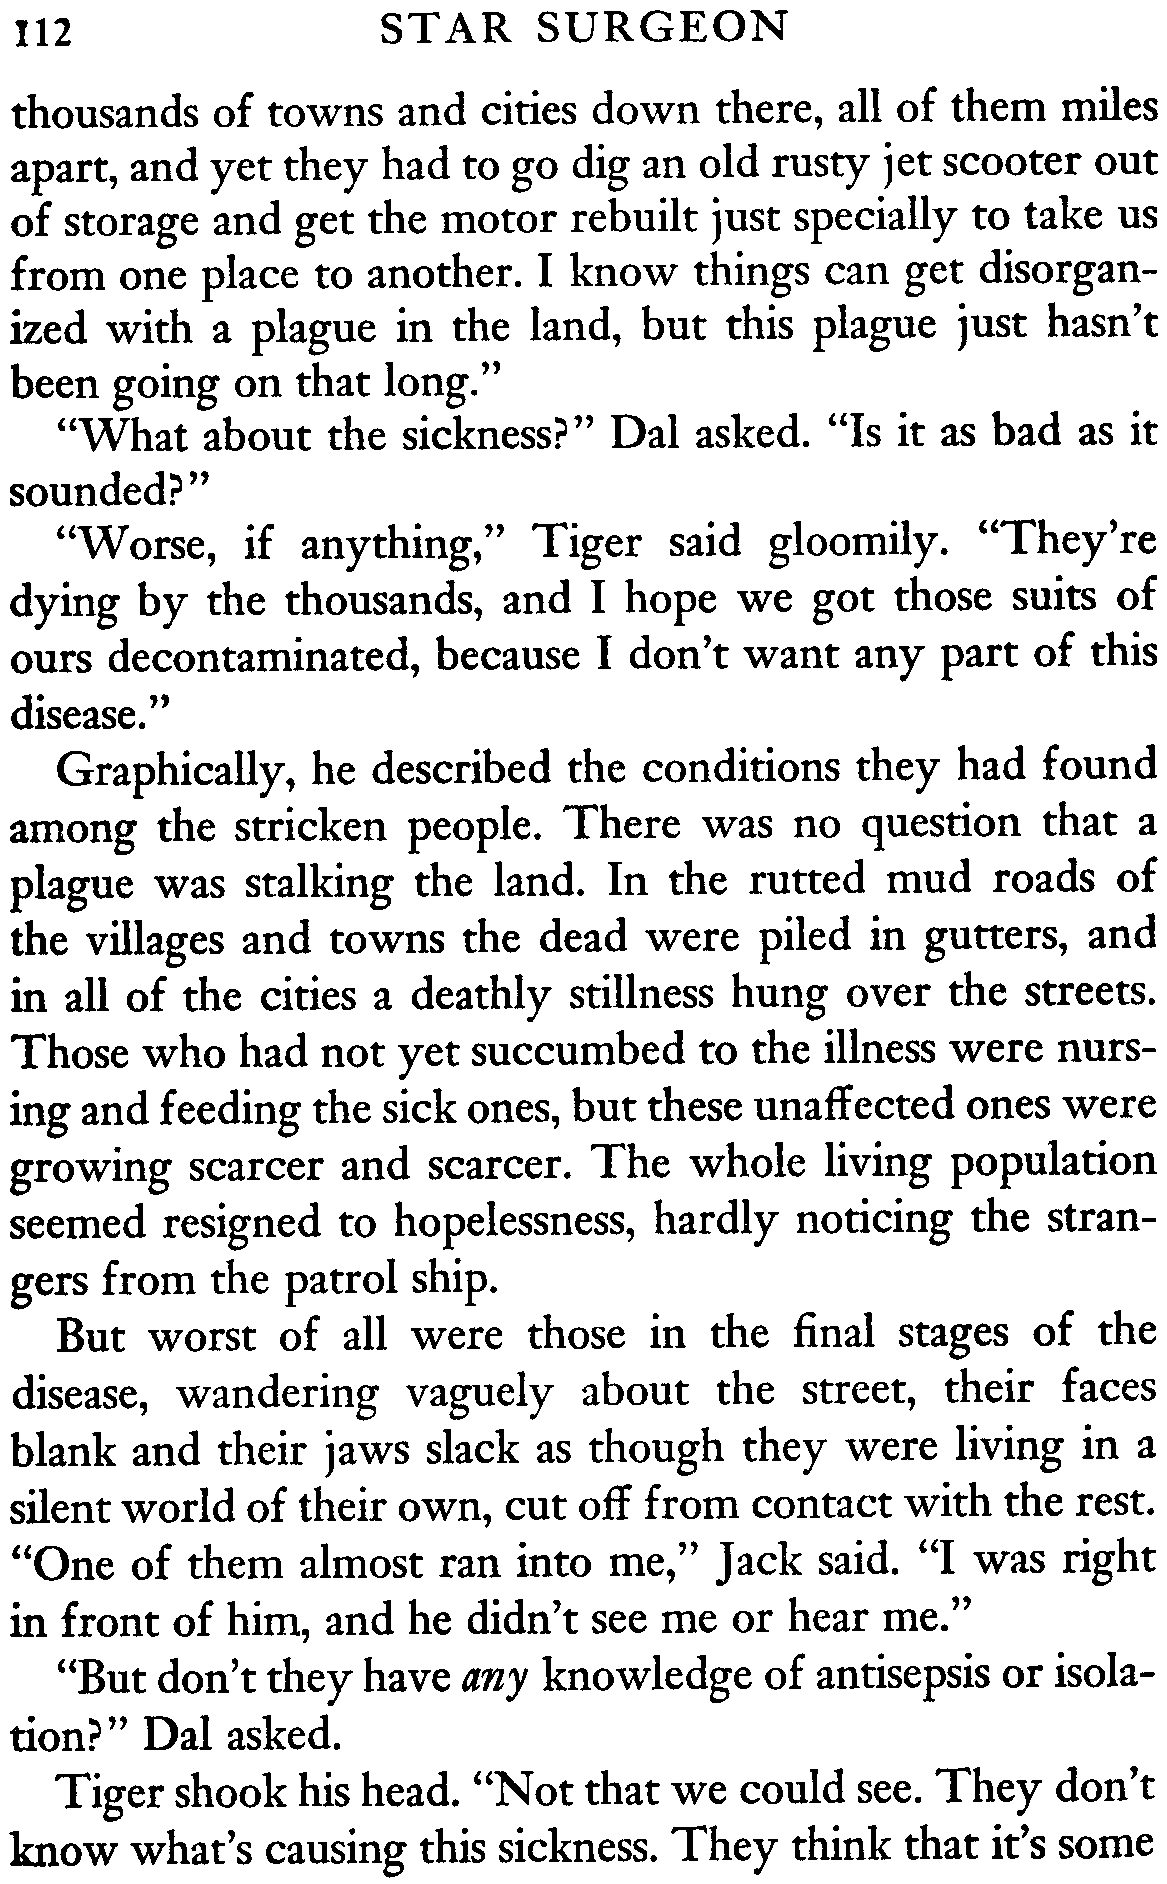 112 STAR SURGEON
thousands of towns and cities down there, all of them miles
apart, and yet they had to go dig an old rusty jet scooter out
of storage and get the motor rebuilt just specially to take us
from one place to another. I know things can get disorgan-
ized with a plague in the land, but this plague just hasn't
been going on that long."
"What about the sickness?" Dal asked. "Is it as bad as it
sounded?"
"Worse, if anything," Tiger said gloomily. "They're
dying by the thousands, and I hope we got those suits of
ours decontaminated, because I don't want any part of this
disease."
Graphically, he described the conditions they had found
among the stricken people. There was no question that a
plague was stalking the land. In the rutted mud roads of
the villages and towns the dead were piled in gutters, and
in all of the cities a deathly stillness hung over the streets.
Those who had not yet succumbed to the illness were nurs-
ing and feeding the sick ones, but these unaffected ones were
growing scarcer and scarcer. The whole living population
seemed resigned to hopelessness, hardly noticing the stran-
gers from the patrol ship.
But worst of all were those in the final stages of the
disease, wandering vaguely about the street, their faces
blank and their jaws slack as though they were living in a
silent world of their own, cut off from contact with the rest.
"One of them almost ran into me," Jack said. "I was right
in front of him, and he didn't see me or hear me."
"But don't they have any knowledge of antisepsis or isola-
tion?" Dal asked.
Tiger shook his head. "Not that we could see. They don't
know what's causing this sickness. They think that it's some